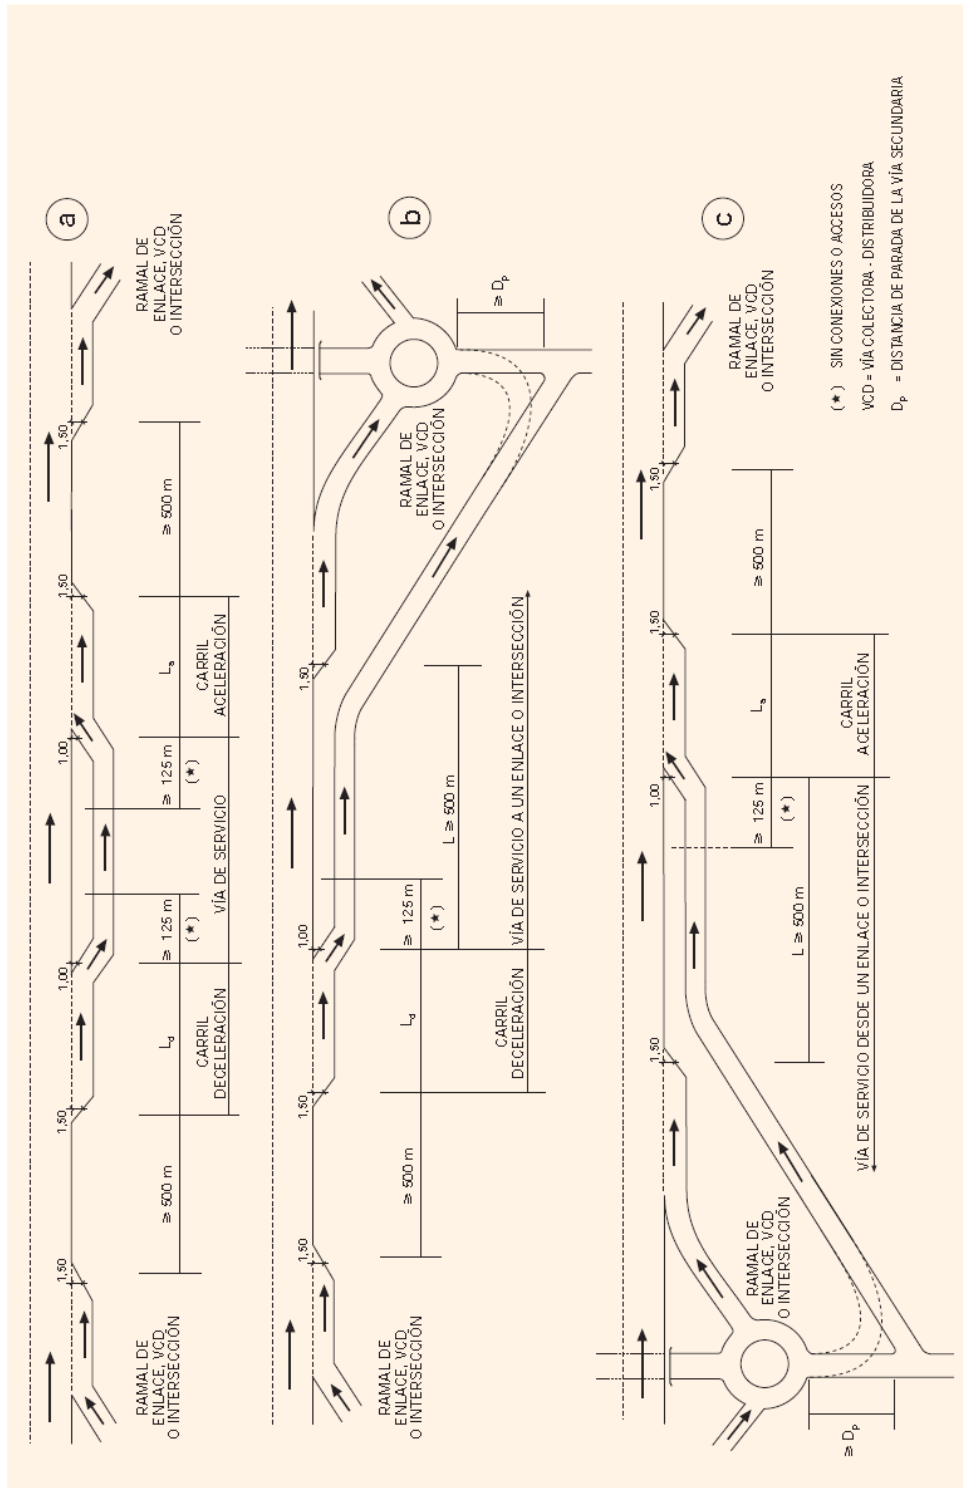 a
1,50
1,00
1,00
1,50
1,50
1,50
≧ 500 m
L_d
≧ 125 m
(★)
≧ 125 m
(★)
L_a
≧ 500 m
CARRIL
DECELERACIÓN
VÍA DE SERVICIO
CARRIL
ACELERACIÓN
RAMAL DE
ENLACE, VCD
O INTERSECCIÓN
RAMAL DE
ENLACE, VCD
O INTERSECCIÓN
b
1,50
1,50
1,00
1,50
≧ 500 m
L_d
≧ 125 m
(★)
L ≧ 500 m
CARRIL
DECELERACIÓN
VÍA DE SERVICIO A UN ENLACE O INTERSECCIÓN
RAMAL DE
ENLACE, VCD
O INTERSECCIÓN
RAMAL DE
ENLACE, VCD
O INTERSECCIÓN
≧ D_P
c
1,50
1,00
1,50
1,50
L ≧ 500 m
≧ 125 m
(★)
L_a
≧ 500 m
VÍA DE SERVICIO DESDE UN ENLACE O INTERSECCIÓN
CARRIL
ACELERACIÓN
RAMAL DE
ENLACE, VCD
O INTERSECCIÓN
RAMAL DE
ENLACE, VCD
O INTERSECCIÓN
≧ D_P
(★) SIN CONEXIONES O ACCESOS
VCD = VÍA COLECTORA - DISTRIBUIDORA
D_P = DISTANCIA DE PARADA DE LA VÍA SECUNDARIA